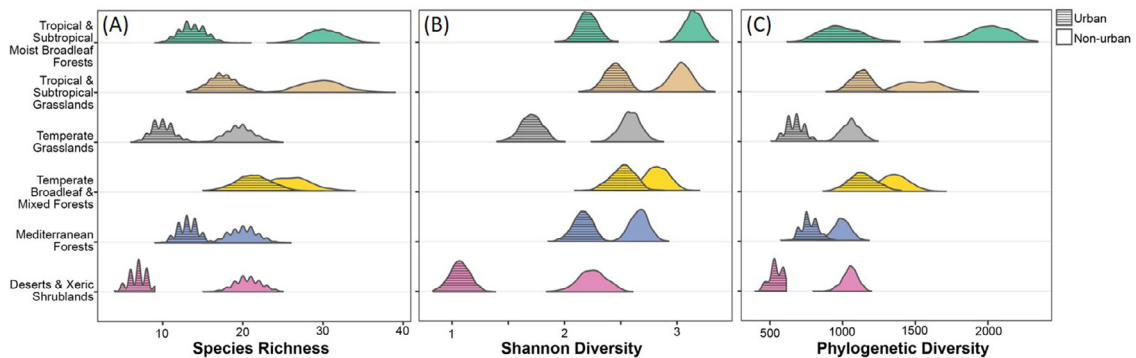 (A)
(B)
(C)
Urban
Non-urban
Tropical &
Subtropical
Moist Broadleaf
Forests
Tropical &
Subtropical
Grasslands
Temperate
Grasslands
Temperate
Broadleaf &
Mixed Forests
Mediterranean
Forests
Deserts & Xeric
Shrublands
10 20 30 40
1 2 3
500 1000 1500 2000
Species Richness
Shannon Diversity
Phylogenetic Diversity